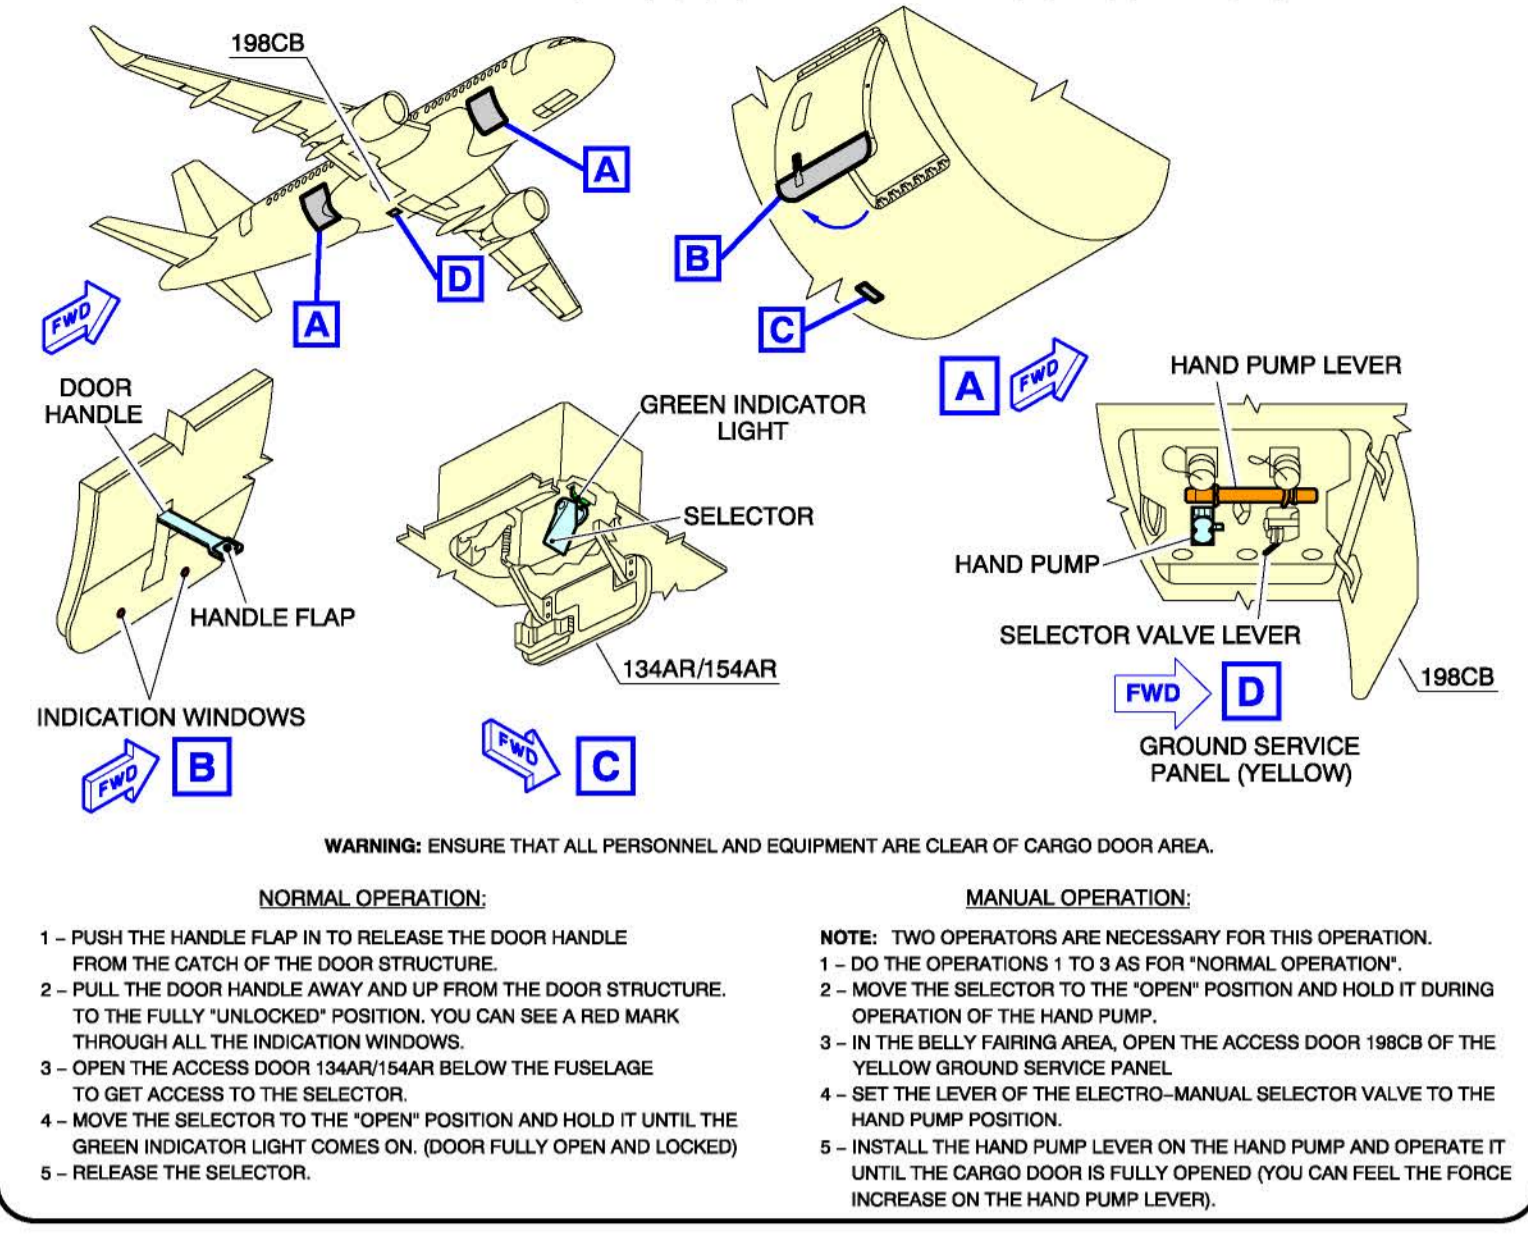 198CB
A
A
D
FWD
B
C
A
FWD
DOOR
HANDLE
HANDLE FLAP
INDICATION WINDOWS
FWD
B
GREEN INDICATOR
LIGHT
SELECTOR
134AR/154AR
FWD
C
HAND PUMP LEVER
HAND PUMP
SELECTOR VALVE LEVER
198CB
FWD
D
GROUND SERVICE
PANEL (YELLOW)
WARNING: ENSURE THAT ALL PERSONNEL AND EQUIPMENT ARE CLEAR OF CARGO DOOR AREA.
NORMAL OPERATION:
1 – PUSH THE HANDLE FLAP IN TO RELEASE THE DOOR HANDLE
FROM THE CATCH OF THE DOOR STRUCTURE.
2 – PULL THE DOOR HANDLE AWAY AND UP FROM THE DOOR STRUCTURE.
TO THE FULLY "UNLOCKED" POSITION. YOU CAN SEE A RED MARK
THROUGH ALL THE INDICATION WINDOWS.
3 – OPEN THE ACCESS DOOR 134AR/154AR BELOW THE FUSELAGE
TO GET ACCESS TO THE SELECTOR.
4 – MOVE THE SELECTOR TO THE "OPEN" POSITION AND HOLD IT UNTIL THE
GREEN INDICATOR LIGHT COMES ON. (DOOR FULLY OPEN AND LOCKED)
5 – RELEASE THE SELECTOR.
MANUAL OPERATION:
NOTE: TWO OPERATORS ARE NECESSARY FOR THIS OPERATION.
1 – DO THE OPERATIONS 1 TO 3 AS FOR "NORMAL OPERATION".
2 – MOVE THE SELECTOR TO THE "OPEN" POSITION AND HOLD IT DURING
OPERATION OF THE HAND PUMP.
3 – IN THE BELLY FAIRING AREA, OPEN THE ACCESS DOOR 198CB OF THE
YELLOW GROUND SERVICE PANEL
4 – SET THE LEVER OF THE ELECTRO–MANUAL SELECTOR VALVE TO THE
HAND PUMP POSITION.
5 – INSTALL THE HAND PUMP LEVER ON THE HAND PUMP AND OPERATE IT
UNTIL THE CARGO DOOR IS FULLY OPENED (YOU CAN FEEL THE FORCE
INCREASE ON THE HAND PUMP LEVER).